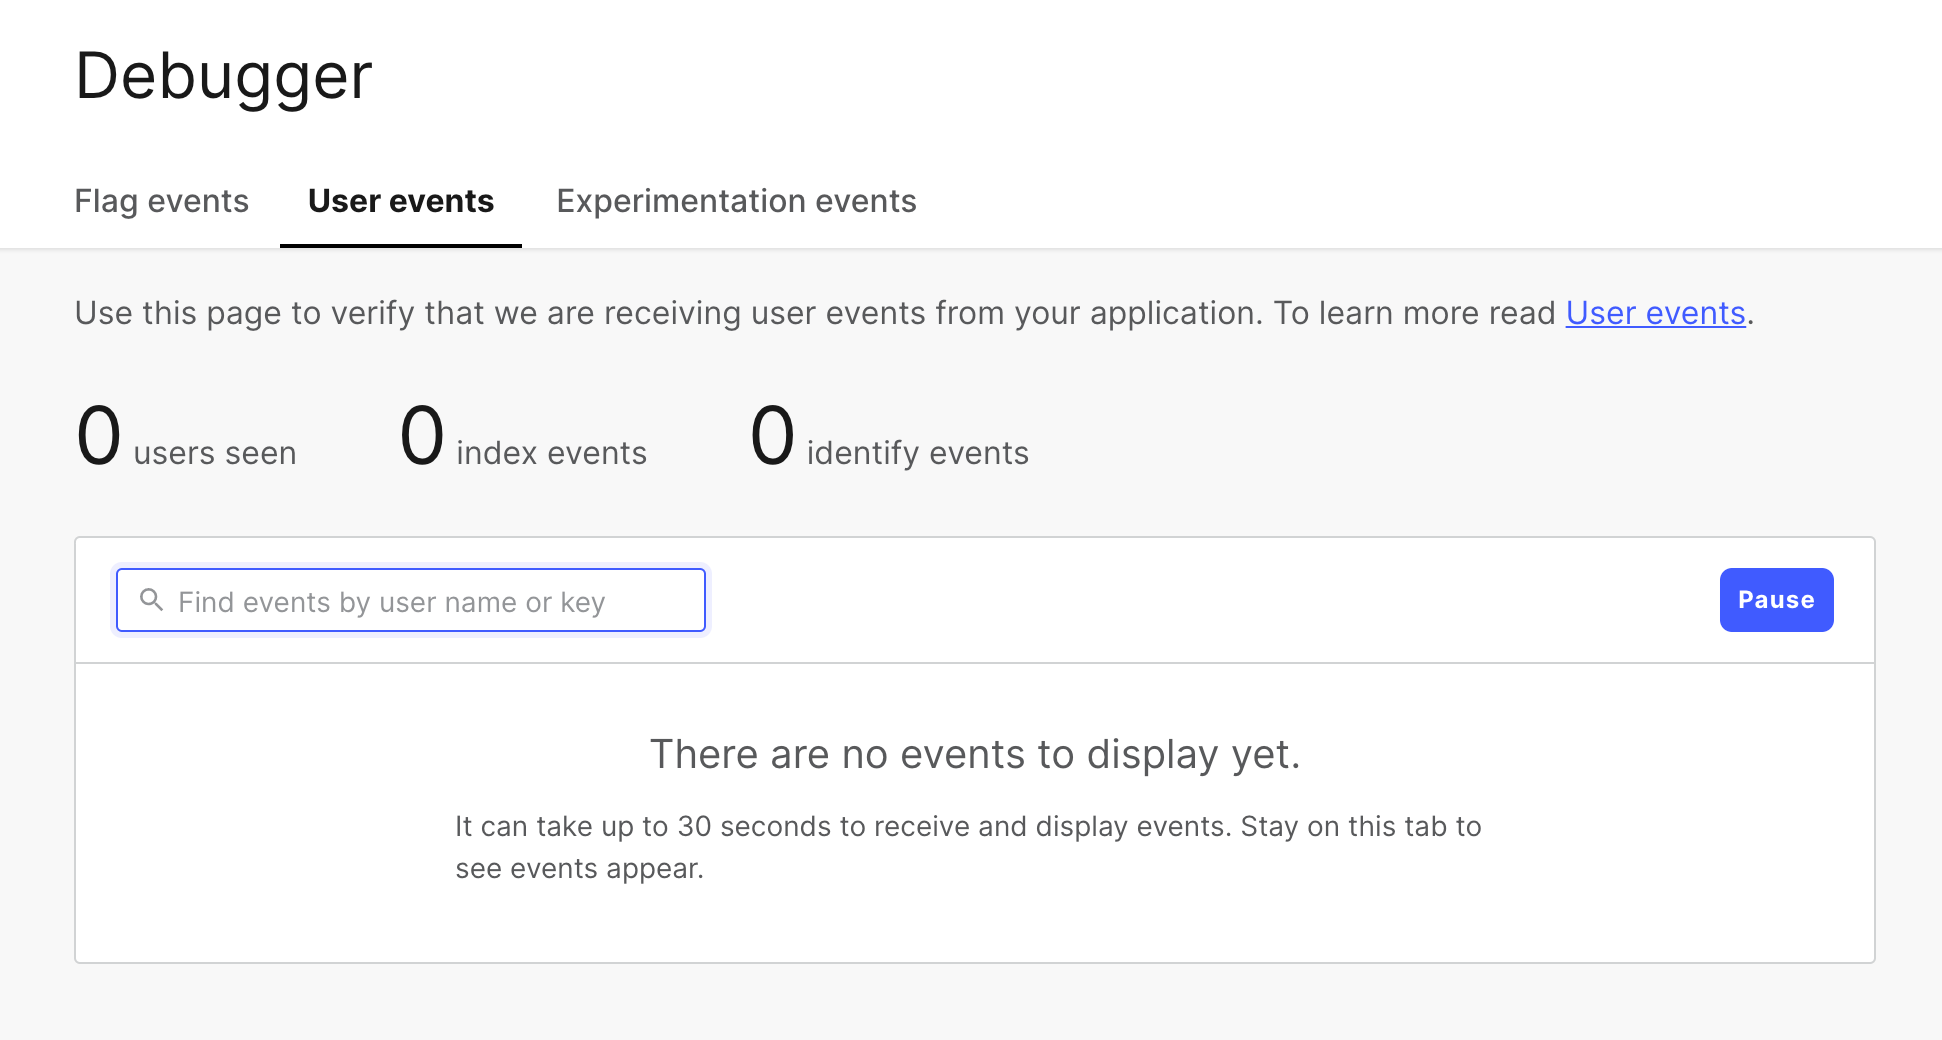 Debugger
Flag events User events Experimentation events
Use this page to verify that we are receiving user events from your application. To learn more read User events.
0 users seen 0 index events 0 identify events
Find events by user name or key Pause
There are no events to display yet.
It can take up to 30 seconds to receive and display events. Stay on this tab to
see events appear.